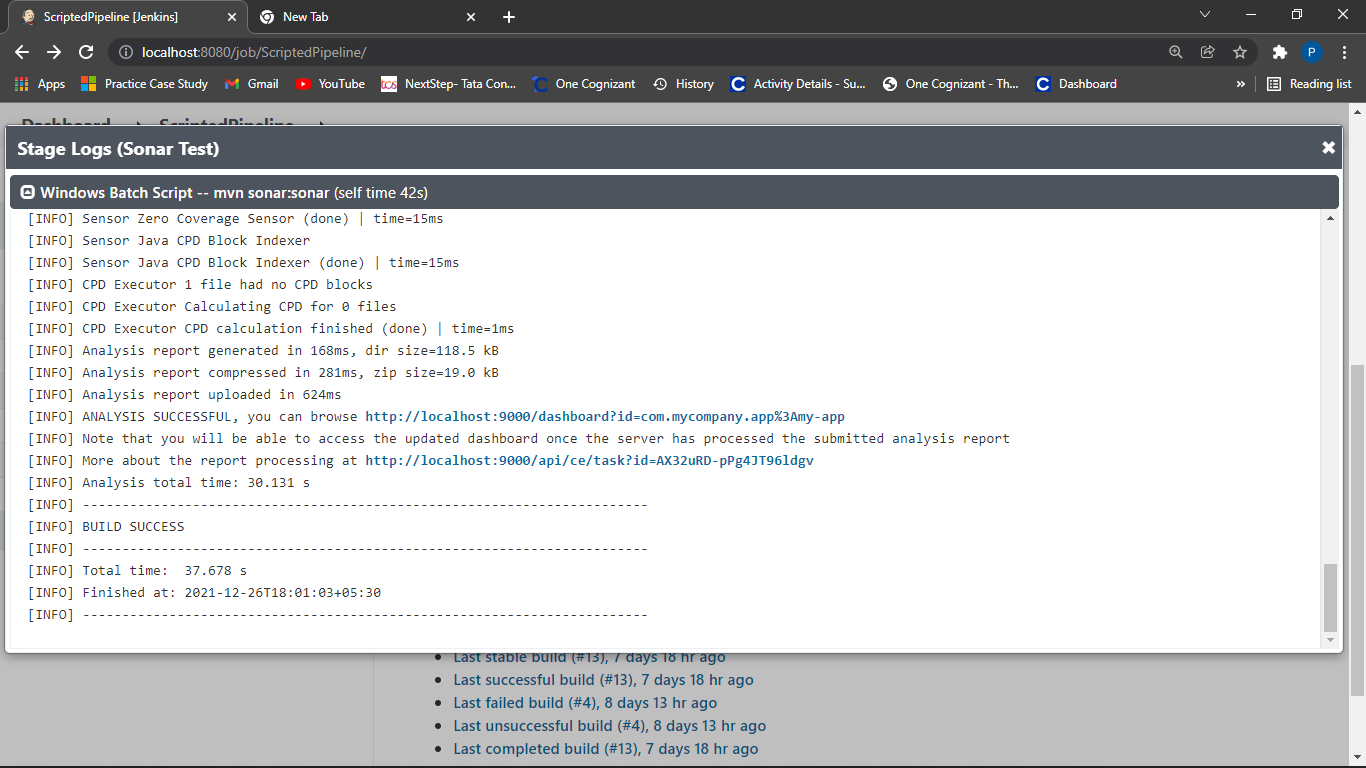 ScriptedPipeline [Jenkins]
New Tab
localhost:8080/job/ScriptedPipeline/
P
Apps
Practice Case Study
Gmail
YouTube
NextStep- Tata Con...
One Cognizant
History
Activity Details - Su...
One Cognizant - Th...
Dashboard
»
Reading list
Dashboard
ScriptedPipeline
Stage Logs (Sonar Test)
Windows Batch Script -- mvn sonar:sonar (self time 42s)
[INFO] Sensor Zero Coverage Sensor (done) | time=15ms
[INFO] Sensor Java CPD Block Indexer
[INFO] Sensor Java CPD Block Indexer (done) | time=15ms
[INFO] CPD Executor 1 file had no CPD blocks
[INFO] CPD Executor Calculating CPD for 0 files
[INFO] CPD Executor CPD calculation finished (done) | time=1ms
[INFO] Analysis report generated in 168ms, dir size=118.5 kB
[INFO] Analysis report compressed in 281ms, zip size=19.0 kB
[INFO] Analysis report uploaded in 624ms
[INFO] ANALYSIS SUCCESSFUL, you can browse http://localhost:9000/dashboard?id=com.mycompany.app%3Amy-app
[INFO] Note that you will be able to access the updated dashboard once the server has processed the submitted analysis report
[INFO] More about the report processing at http://localhost:9000/api/ce/task?id=AX32uRD-pPg4JT96ldgv
[INFO] Analysis total time: 30.131 s
[INFO] ------------------------------------------------------------------------
[INFO] BUILD SUCCESS
[INFO] ------------------------------------------------------------------------
[INFO] Total time:  37.678 s
[INFO] Finished at: 2021-12-26T18:01:03+05:30
[INFO] ------------------------------------------------------------------------
Last stable build (#13), 7 days 18 hr ago
Last successful build (#13), 7 days 18 hr ago
Last failed build (#4), 8 days 13 hr ago
Last unsuccessful build (#4), 8 days 13 hr ago
Last completed build (#13), 7 days 18 hr ago